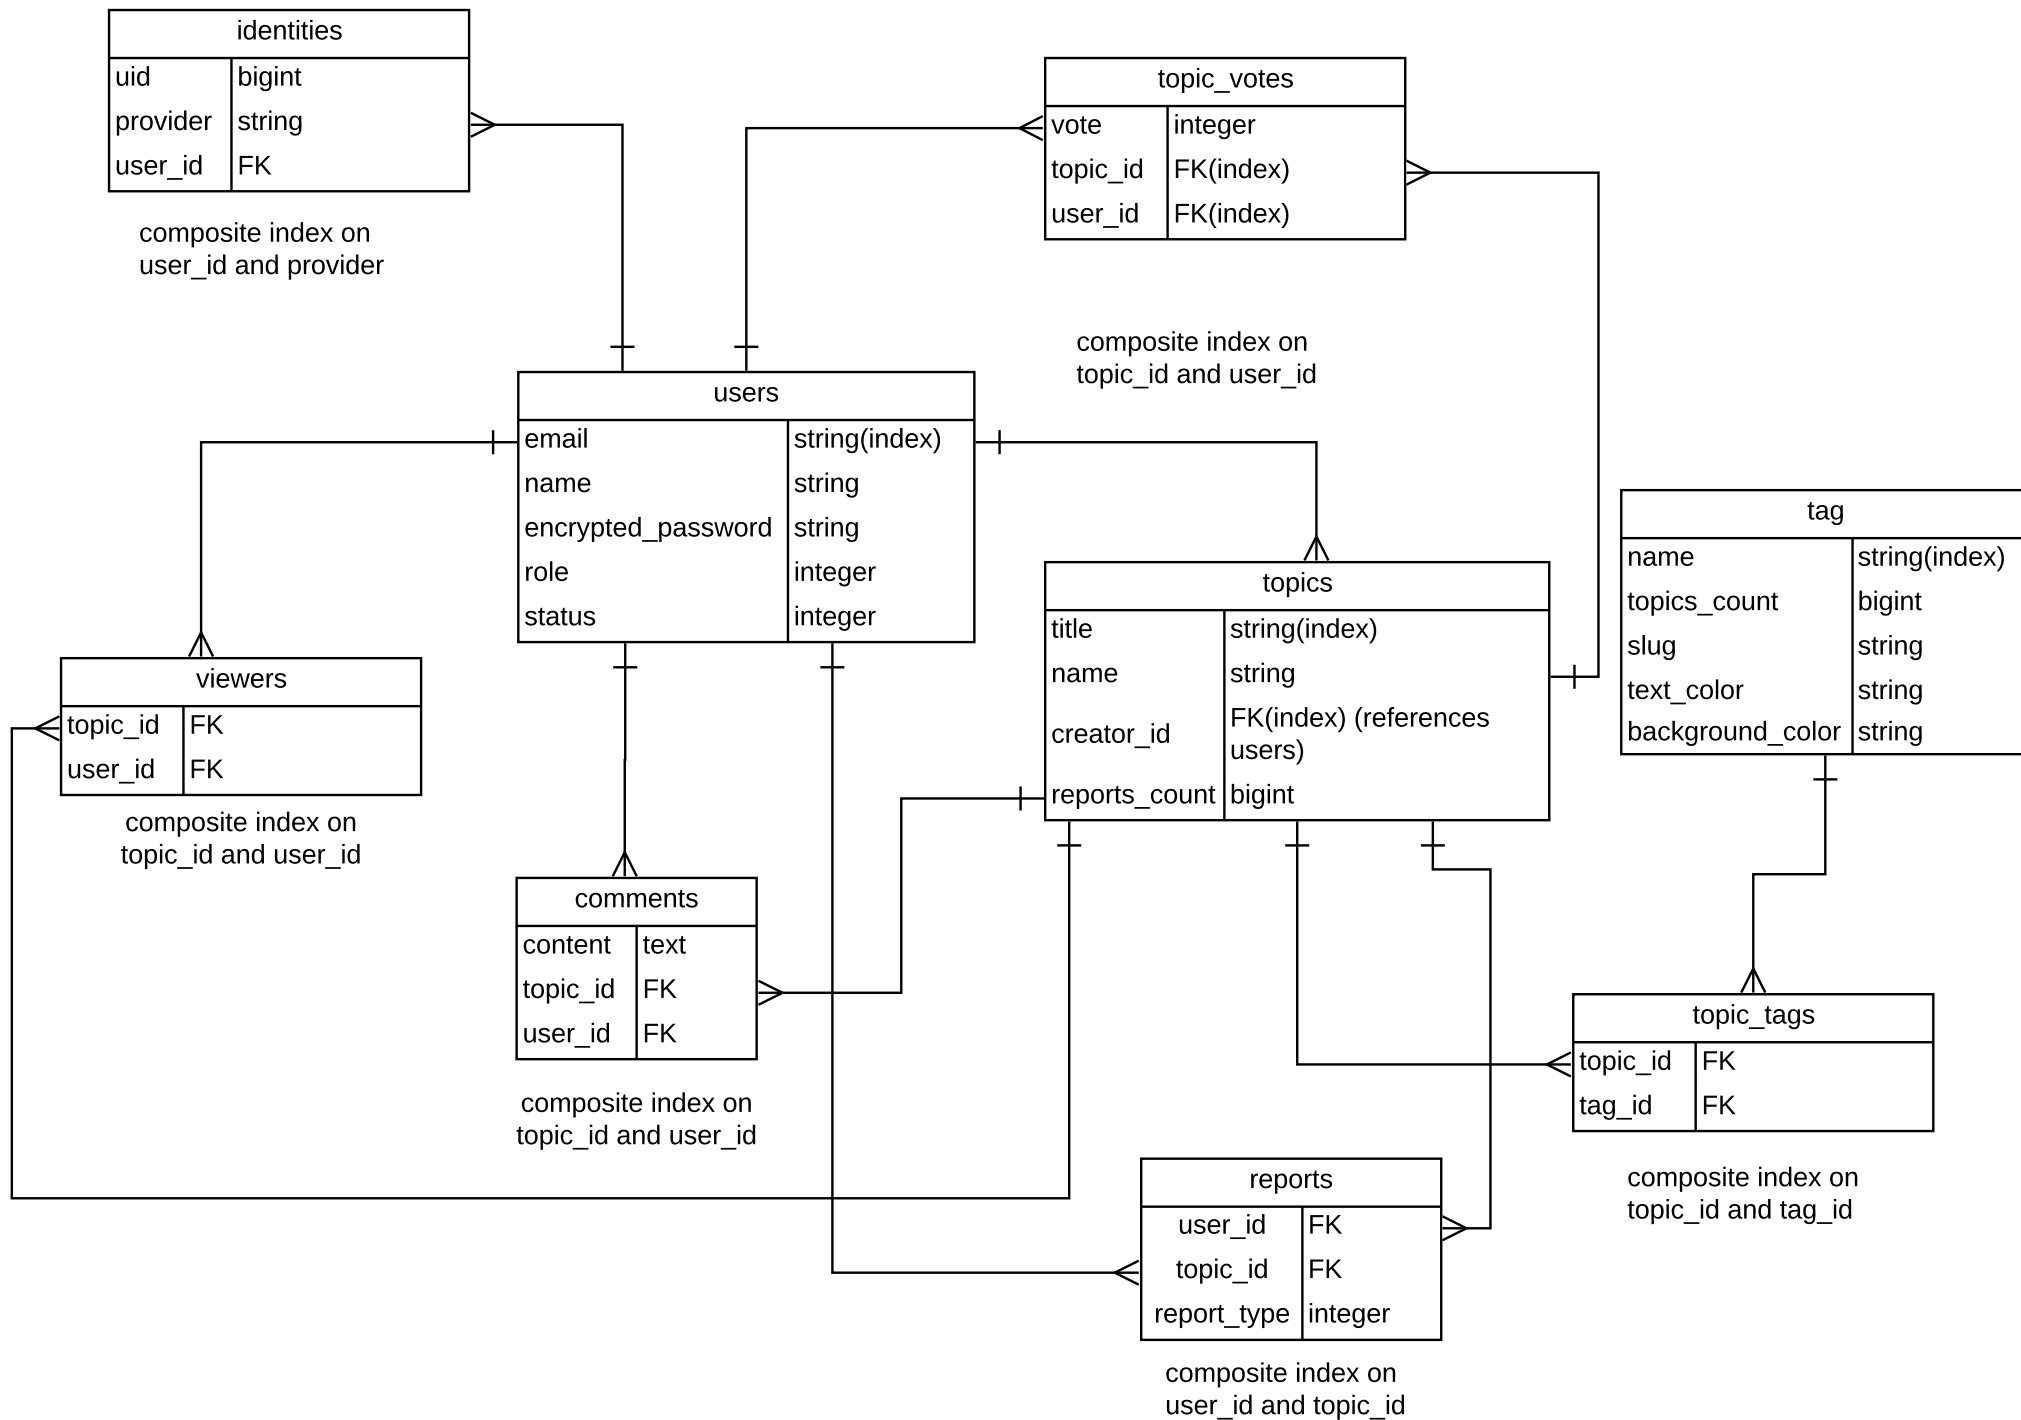 identities
uid bigint
provider string
user_id FK
composite index on
user_id and provider
topic_votes
vote integer
topic_id FK(index)
user_id FK(index)
composite index on
topic_id and user_id
users
email string(index)
name string
encrypted_password string
role integer
status integer
tag
name string(index)
topics_count bigint
slug string
text_color string
background_color string
topics
title string(index)
name string
creator_id FK(index) (references
users)
reports_count bigint
viewers
topic_id FK
user_id FK
composite index on
topic_id and user_id
comments
content text
topic_id FK
user_id FK
composite index on
topic_id and user_id
topic_tags
topic_id FK
tag_id FK
composite index on
topic_id and tag_id
reports
user_id FK
topic_id FK
report_type integer
composite index on
user_id and topic_id